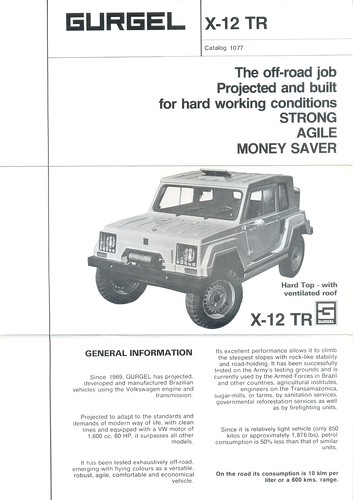 GURGEL
X-12 TR
Catalog 1077
The off-road job
Projected and built
for hard working conditions
STRONG
AGILE
MONEY SAVER
Hard Top - with
ventilated roof
X-12 TR
GURGEL
GENERAL INFORMATION
Since 1969, GURGEL has projected,
developed and manufactured Brazilian
vehicles using the Volkswagen engine and
transmission.
Projected to adapt to the standards and
demands of modern way of life, with clean
lines and equipped with a VW motor of
1,600 cc, 60 HP, it surpasses all other
models.
It has been tested exhausively off-road,
emerging with flying colours as a versatile,
robust, agile, comfortable and economical
vehicle.
Its excellent performance allows it to climb
the steepest slopes with rock-like stability
and road-holding. It has been successfully
tested on the Army's testing grounds and is
currently used by the Armed Forces in Brazil
and other countries, agricultural institutes,
engineers on the Transamazonica,
sugar-mills, or farms, by sanitation services,
governmental reforestation services as well
as by firefighting units.
Since it is relatively light vehicle (only 850
kilos or approximately 1,876 lbs), petrol
consumption is 50% less than that of similar
units.
On the road its consumption is 10 klm per
liter or a 600 kms. range.